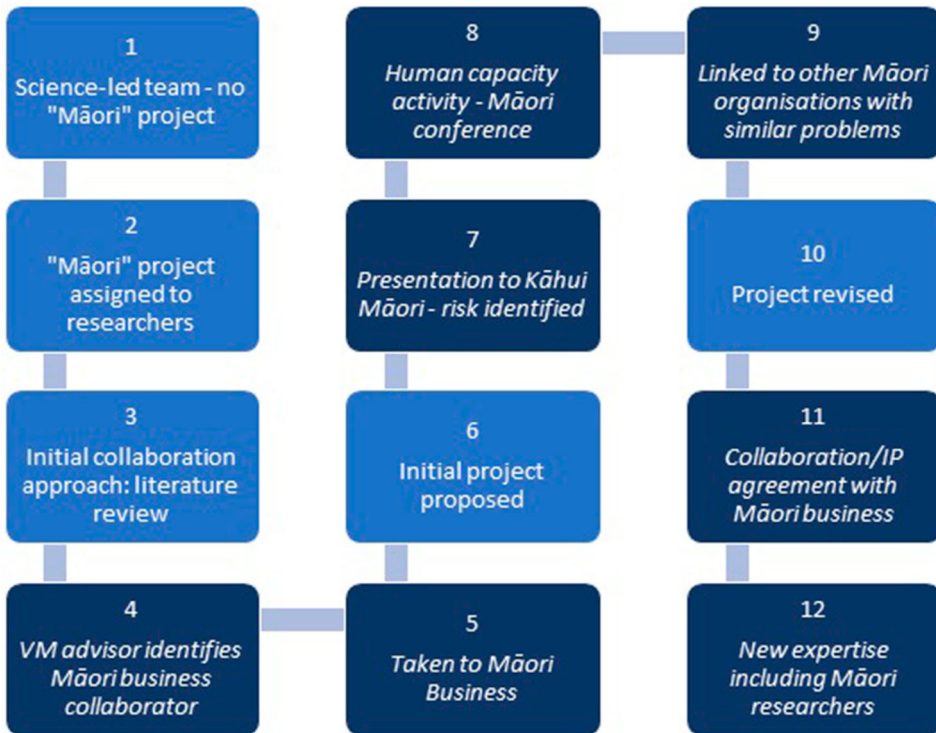 1
Science-led team - no
"Māori" project
2
"Māori" project
assigned to
researchers
3
Initial collaboration
approach: literature
review
4
VM advisor identifies
Māori business
collaborator
5
Taken to Māori
Business
6
Initial project
proposed
7
Presentation to Kāhui
Māori - risk identified
8
Human capacity
activity - Māori
conference
9
Linked to other Māori
organisations with
similar problems
10
Project revised
11
Collaboration/IP
agreement with
Māori business
12
New expertise
including Māori
researchers